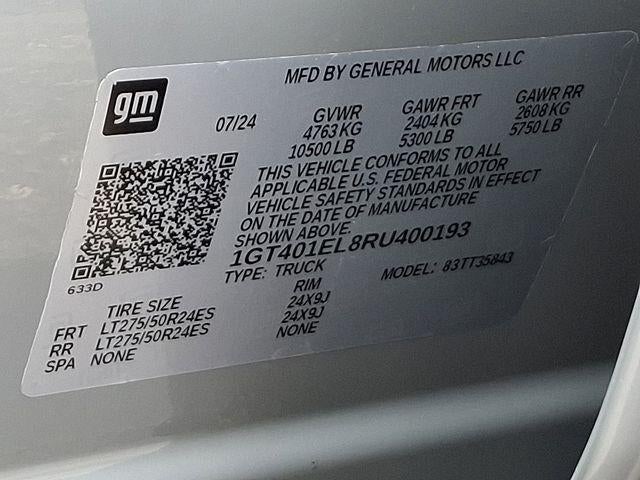 MFD BY GENERAL MOTORS LLC
gm
07/24 GVWR GAWR FRT GAWR RR
4763 KG 2404 KG 2608 KG
10500 LB 5300 LB 5750 LB
THIS VEHICLE CONFORMS TO ALL
APPLICABLE U.S. FEDERAL MOTOR
VEHICLE SAFETY STANDARDS IN EFFECT
ON THE DATE OF MANUFACTURE
SHOWN ABOVE.
1GT401EL8RU400193
TYPE: TRUCK MODEL: 83TT35843
633D
TIRE SIZE RIM
FRT LT275/50R24ES 24X9J
RR LT275/50R24ES 24X9J
SPA NONE NONE